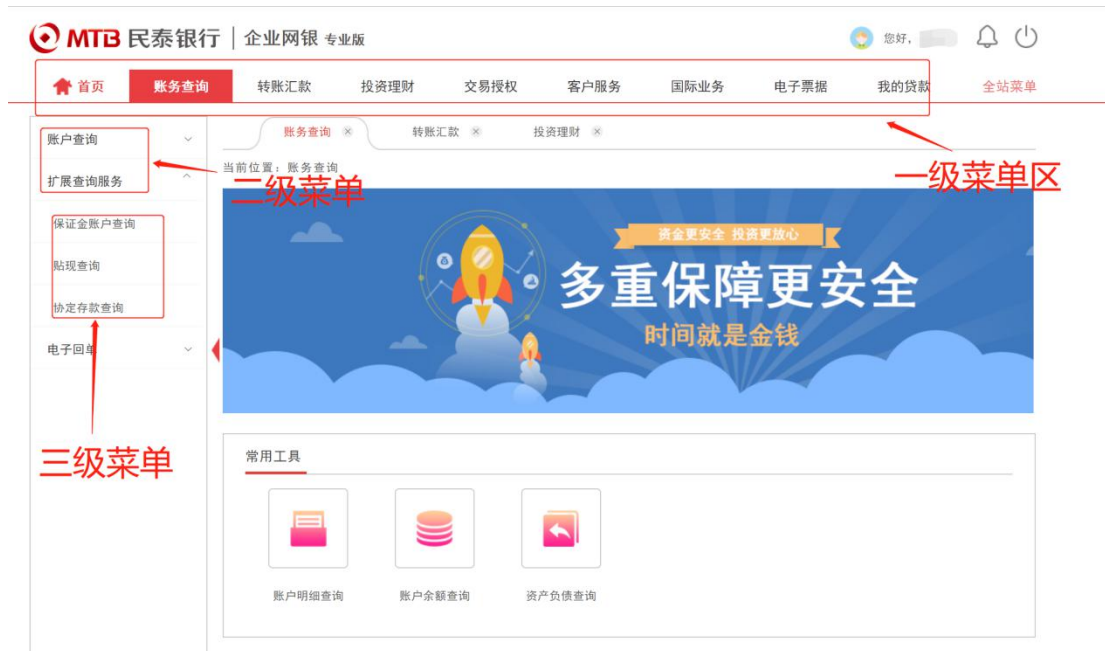 MTB 民泰银行 | 企业网银 专业版
您好，
首页 账务查询 转账汇款 投资理财 交易授权 客户服务 国际业务 电子票据 我的贷款 全站菜单
账户查询
扩展查询服务
保证金账户查询
贴现查询
协定存款查询
电子回单
二级菜单
三级菜单
一级菜单区
账务查询 × 转账汇款 × 投资理财 ×
当前位置：账务查询
资金更安全 投资更放心
多重保障更安全
时间就是金钱
常用工具
账户明细查询 账户余额查询 资产负债查询